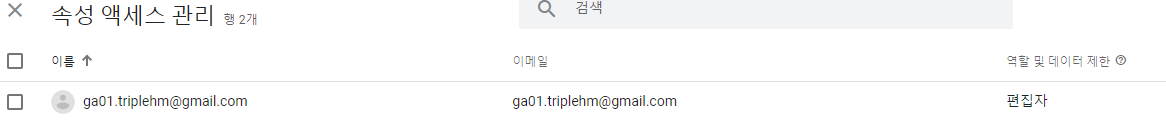 속성 액세스 관리 행 2개 검색
이름 이메일 역할 및 데이터 제한
ga01.triplehm@gmail.com ga01.triplehm@gmail.com 편집자